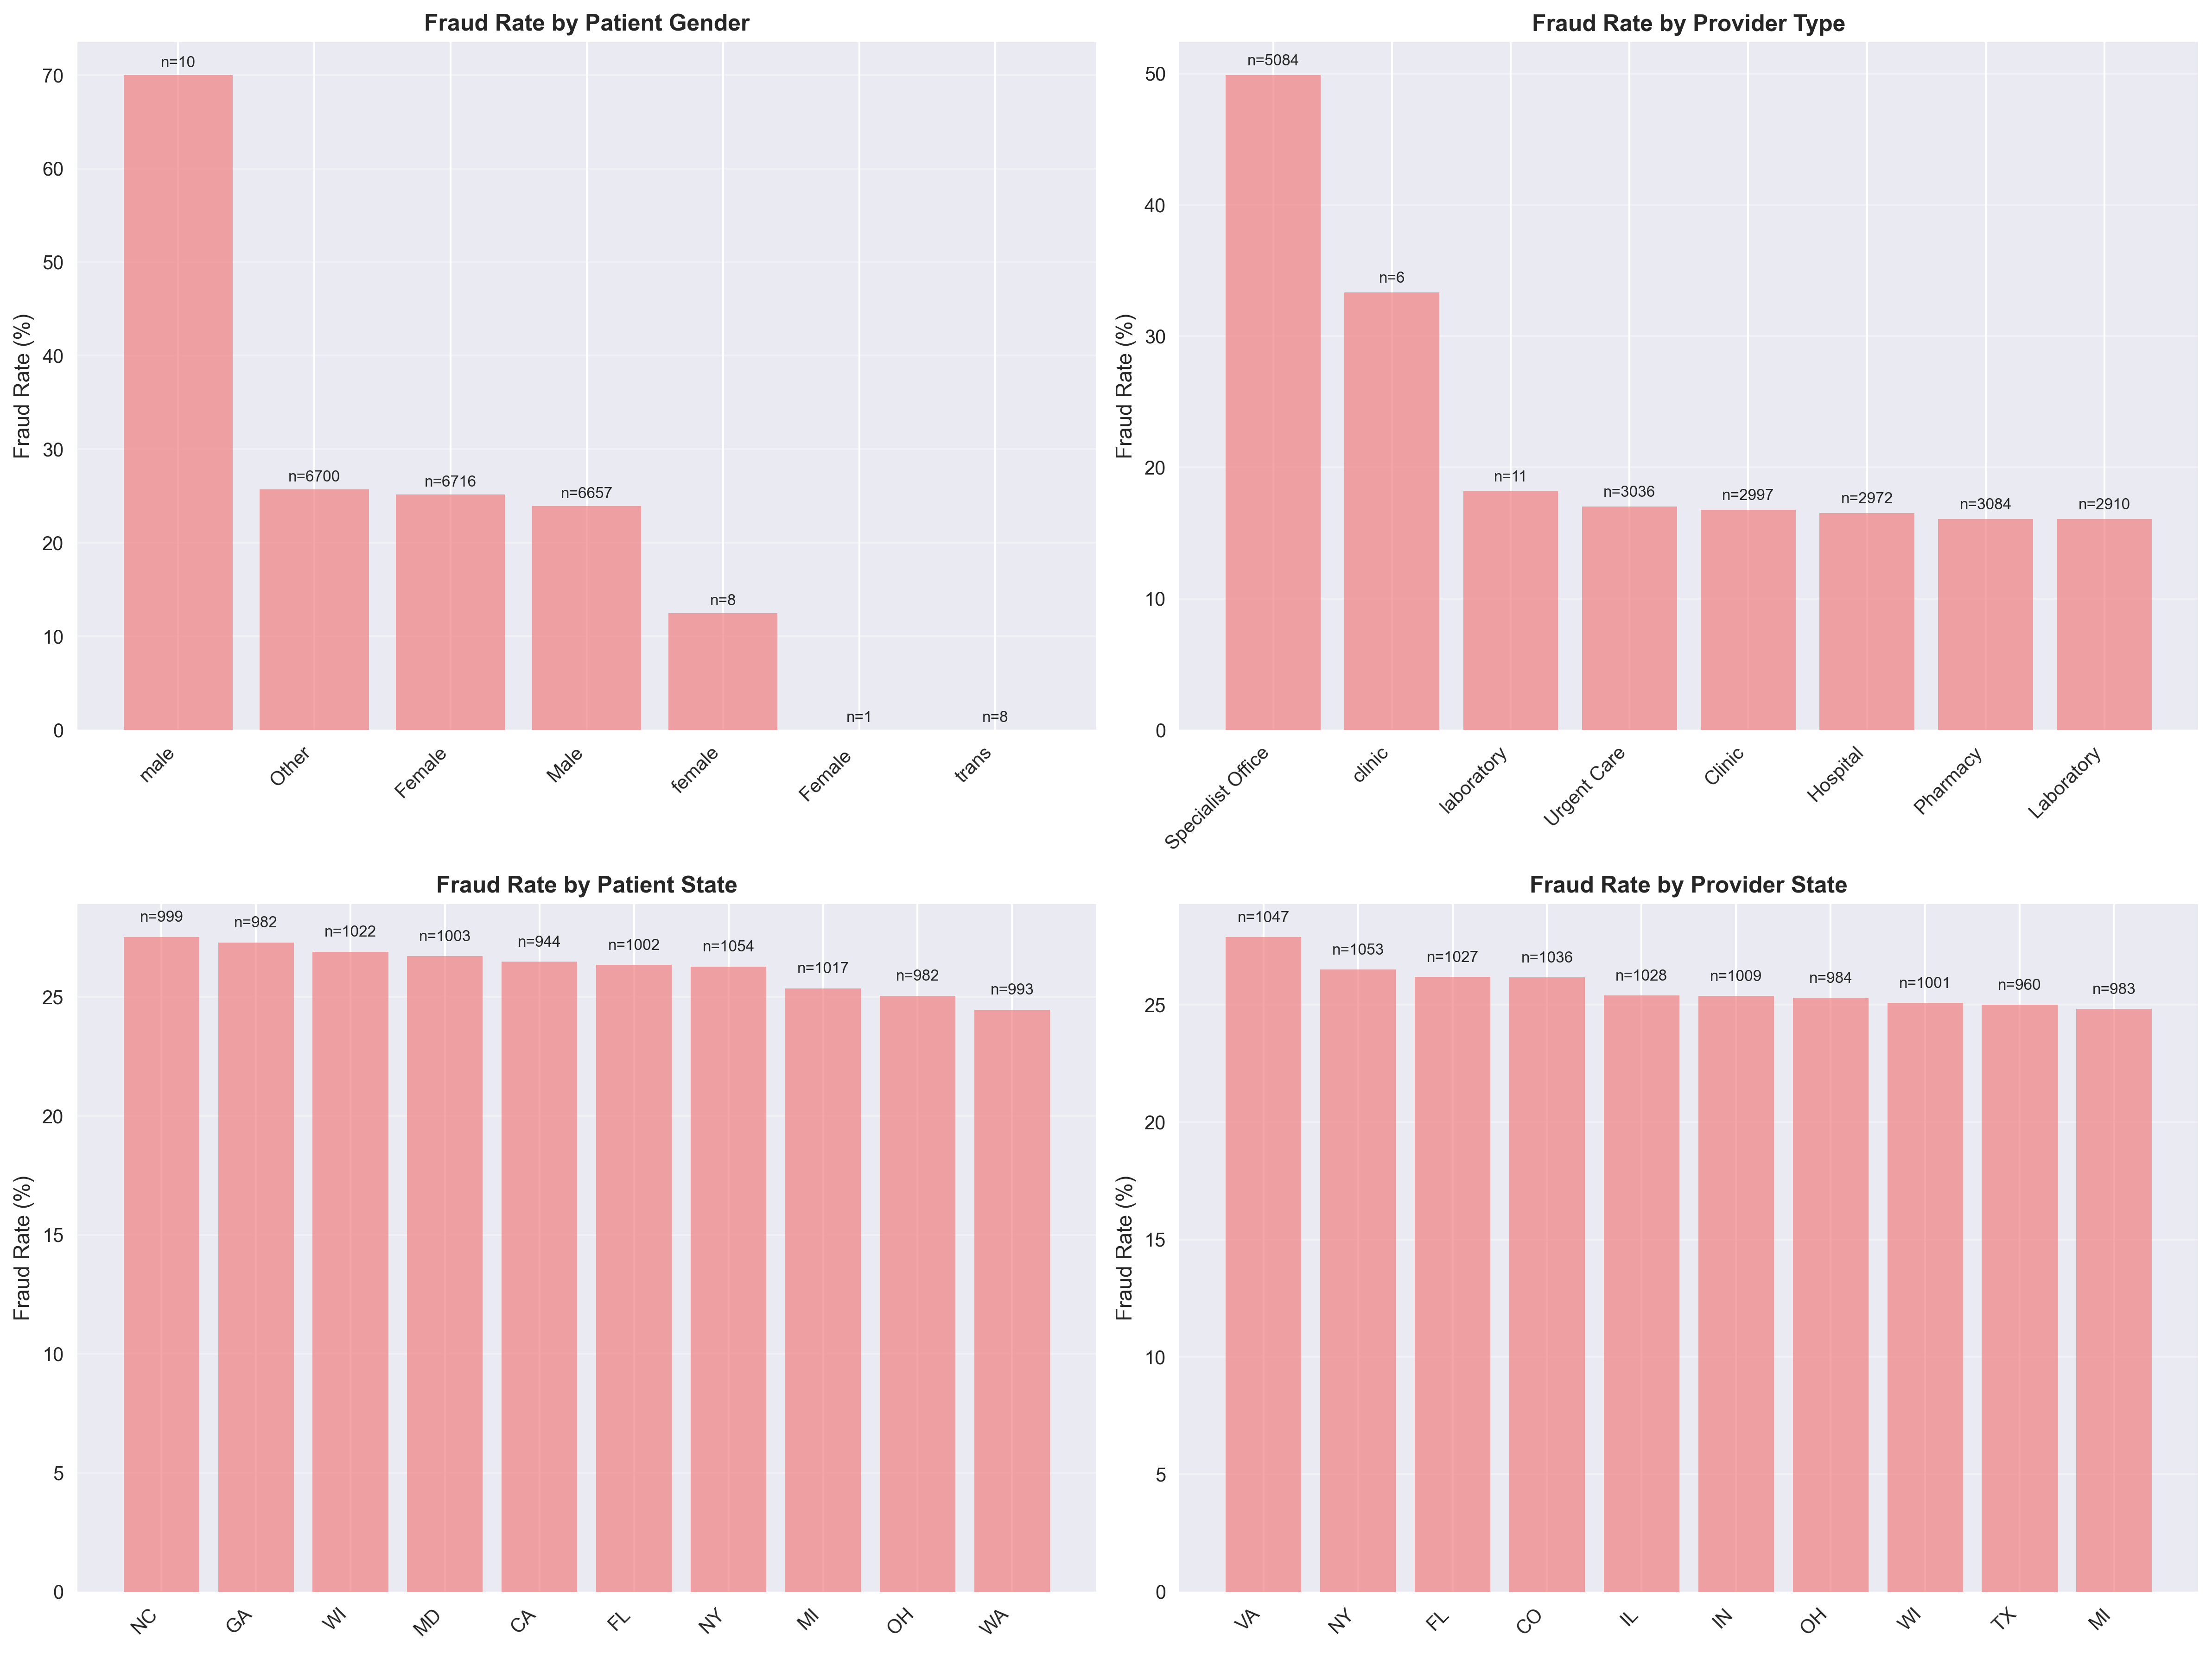 Fraud Rate by Patient Gender
Fraud Rate (%)
70
60
50
40
30
20
10
0
n=10
n=6700
n=6716
n=6657
n=8
n=1
n=8
male
Other
Female
Male
female
Female
trans
Fraud Rate by Provider Type
Fraud Rate (%)
50
40
30
20
10
0
n=5084
n=6
n=11
n=3036
n=2997
n=2972
n=3084
n=2910
Specialist Office
clinic
laboratory
Urgent Care
Clinic
Hospital
Pharmacy
Laboratory
Fraud Rate by Patient State
Fraud Rate (%)
25
20
15
10
5
0
n=999
n=982
n=1022
n=1003
n=944
n=1002
n=1054
n=1017
n=982
n=993
NC
GA
WI
MD
CA
FL
NY
MI
OH
WA
Fraud Rate by Provider State
Fraud Rate (%)
25
20
15
10
5
0
n=1047
n=1053
n=1027
n=1036
n=1028
n=1009
n=984
n=1001
n=960
n=983
VA
NY
FL
CO
IL
IN
OH
WI
TX
MI